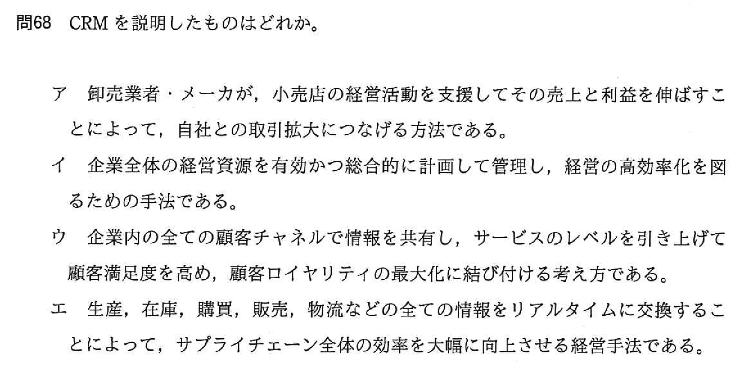 問68 CRM を説明したものはどれか。
ア 卸売業者・メーカが，小売店の経営活動を支援してその売上と利益を伸ばすこ
とによって，自社との取引拡大につなげる方法である。
イ 企業全体の経営資源を有効かつ総合的に計画して管理し，経営の高効率化を図
るための手法である。
ウ 企業内の全ての顧客チャネルで情報を共有し，サービスのレベルを引き上げて
顧客満足度を高め，顧客ロイヤリティの最大化に結び付ける考え方である。
エ 生産，在庫，購買，販売，物流などの全ての情報をリアルタイムに交換するこ
とによって，サプライチェーン全体の効率を大幅に向上させる経営手法である。